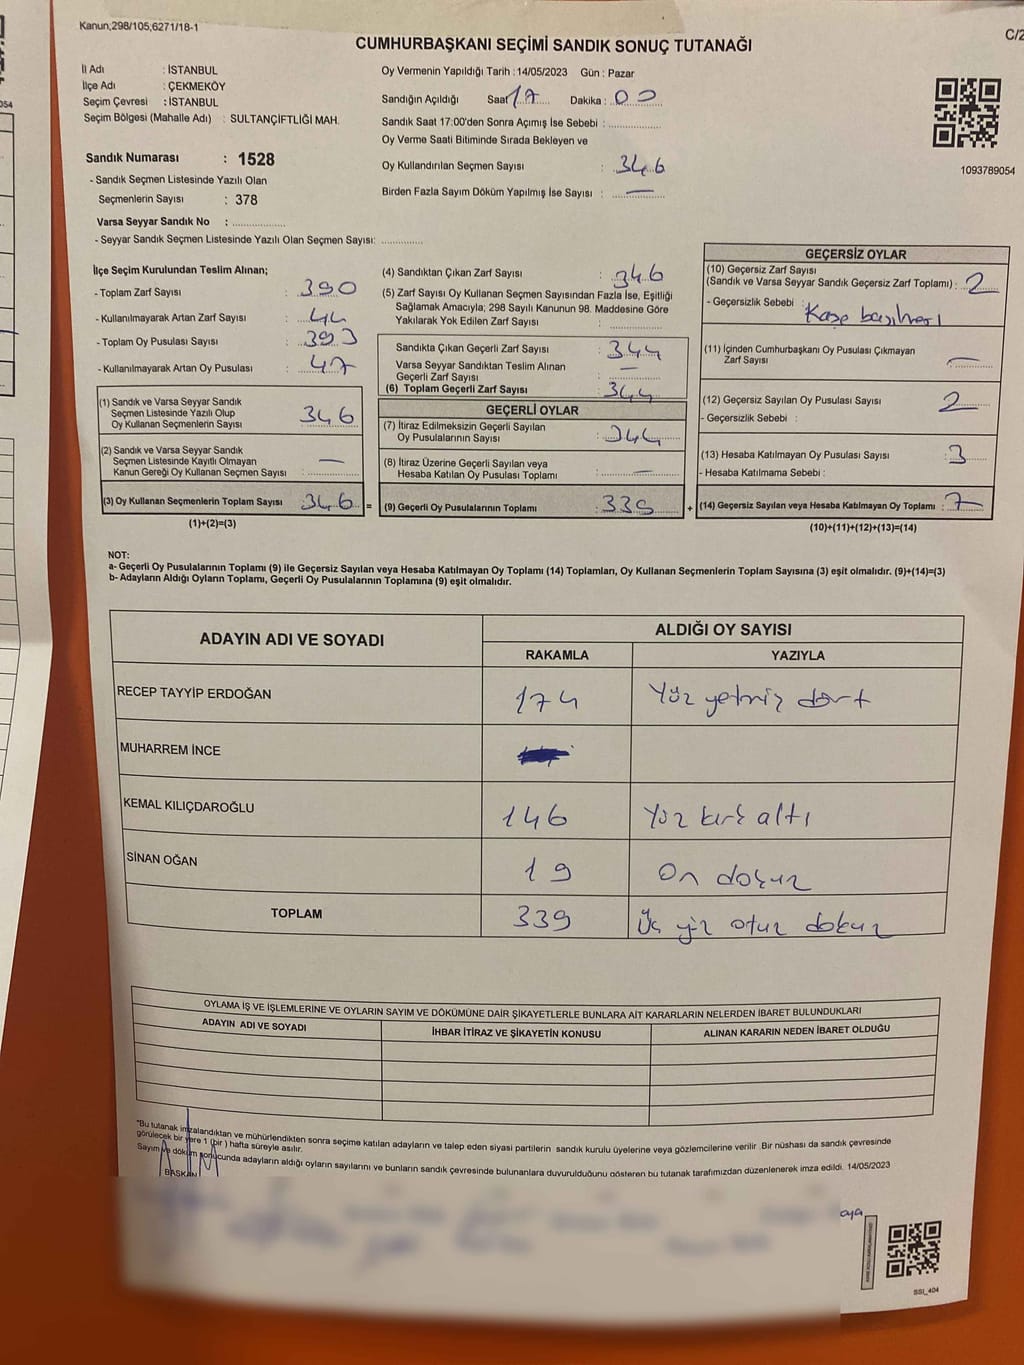 Kanun;298/105;6271/18-1
C/2
CUMHURBAŞKANI SEÇİMİ SANDIK SONUÇ TUTANAĞI
İl Adı : İSTANBUL
İlçe Adı : ÇEKMEKÖY
Seçim Çevresi : İSTANBUL
Seçim Bölgesi (Mahalle Adı) : SULTANÇİFTLİĞİ MAH.
Sandık Numarası : 1528
- Sandık Seçmen Listesinde Yazılı Olan
Seçmenlerin Sayısı : 378
Varsa Seyyar Sandık No :
- Seyyar Sandık Seçmen Listesinde Yazılı Olan Seçmen Sayısı:
Oy Vermenin Yapıldığı Tarih : 14/05/2023 Gün : Pazar
Sandığın Açıldığı Saat 17 Dakika : 00
Sandık Saat 17:00'den Sonra Açımış İse Sebebi :
Oy Verme Saati Bitiminde Sırada Bekleyen ve
Oy Kullandırılan Seçmen Sayısı : 346
Birden Fazla Sayım Döküm Yapılmış İse Sayısı : —
1093789054
İlçe Seçim Kurulundan Teslim Alınan;
- Toplam Zarf Sayısı : 390
- Kullanılmayarak Artan Zarf Sayısı : 44
- Toplam Oy Pusulası Sayısı : 393
- Kullanılmayarak Artan Oy Pusulası : 47
(1) Sandık ve Varsa Seyyar Sandık
Seçmen Listesinde Yazılı Olup
Oy Kullanan Seçmenlerin Sayısı : 346
(2) Sandık ve Varsa Seyyar Sandık
Seçmen Listesinde Kayıtlı Olmayan
Kanun Gereği Oy Kullanan Seçmen Sayısı : —
(3) Oy Kullanan Seçmenlerin Toplam Sayısı : 346 =
(1)+(2)=(3)
(4) Sandıktan Çıkan Zarf Sayısı : 346
(5) Zarf Sayısı Oy Kullanan Seçmen Sayısından Fazla İse, Eşitliği
Sağlamak Amacıyla; 298 Sayılı Kanunun 98. Maddesine Göre
Yakılarak Yok Edilen Zarf Sayısı :
Sandıkta Çıkan Geçerli Zarf Sayısı : 344
Varsa Seyyar Sandıktan Teslim Alınan —
Geçerli Zarf Sayısı :
(6) Toplam Geçerli Zarf Sayısı : 344
GEÇERLİ OYLAR
(7) İtiraz Edilmeksizin Geçerli Sayılan
Oy Pusulalarının Sayısı : 344
(8) İtiraz Üzerine Geçerli Sayılan veya
Hesaba Katılan Oy Pusulası Toplamı : —
(9) Geçerli Oy Pusulalarının Toplamı : 339 +
GEÇERSİZ OYLAR
(10) Geçersiz Zarf Sayısı
(Sandık ve Varsa Seyyar Sandık Geçersiz Zarf Toplamı) : 2
- Geçersizlik Sebebi :
(11) İçinden Cumhurbaşkanı Oy Pusulası Çıkmayan
Zarf Sayısı : —
(12) Geçersiz Sayılan Oy Pusulası Sayısı : 2
- Geçersizlik Sebebi :
(13) Hesaba Katılmayan Oy Pusulası Sayısı : 3
- Hesaba Katılmama Sebebi :
(14) Geçersiz Sayılan veya Hesaba Katılmayan Oy Toplamı : 7
(10)+(11)+(12)+(13)=(14)
NOT:
a- Geçerli Oy Pusulalarının Toplamı (9) ile Geçersiz Sayılan veya Hesaba Katılmayan Oy Toplamı (14) Toplamları, Oy Kullanan Seçmenlerin Toplam Sayısına (3) eşit olmalıdır. (9)+(14)=(3)
b- Adayların Aldığı Oyların Toplamı, Geçerli Oy Pusulalarının Toplamına (9) eşit olmalıdır.
ADAYIN ADI VE SOYADI
ALDIĞI OY SAYISI
RAKAMLA YAZIYLA
RECEP TAYYİP ERDOĞAN 174 Yüz yetmiş dört
MUHARREM İNCE
KEMAL KILIÇDAROĞLU 146 Yüz kırk altı
SİNAN OĞAN 19 On dokuz
TOPLAM 339 Üç yüz otuz dokuz
OYLAMA İŞ VE İŞLEMLERİNE VE OYLARIN SAYIM VE DÖKÜMÜNE DAİR ŞİKAYETLERLE BUNLARA AİT KARARLARIN NELERDEN İBARET BULUNDUKLARI
ADAYIN ADI VE SOYADI İHBAR İTİRAZ VE ŞİKAYETİN KONUSU ALINAN KARARIN NEDEN İBARET OLDUĞU
"Bu tutanak imzalandıktan ve mühürlendikten sonra seçime katılan adayların ve talep eden siyasi partilerin sandık kurulu üyelerine veya gözlemcilerine verilir. Bir nüshası da sandık çevresinde
görülecek bir yere 1 (bir) hafta süreyle asılır.
Sayım ve döküm sonucunda adayların aldığı oyların sayılarını ve bunların sandık çevresinde bulunanlara duyurulduğunu gösteren bu tutanak tarafımızdan düzenlenerek imza edildi. 14/05/2023
BAŞKAN
SSI_404